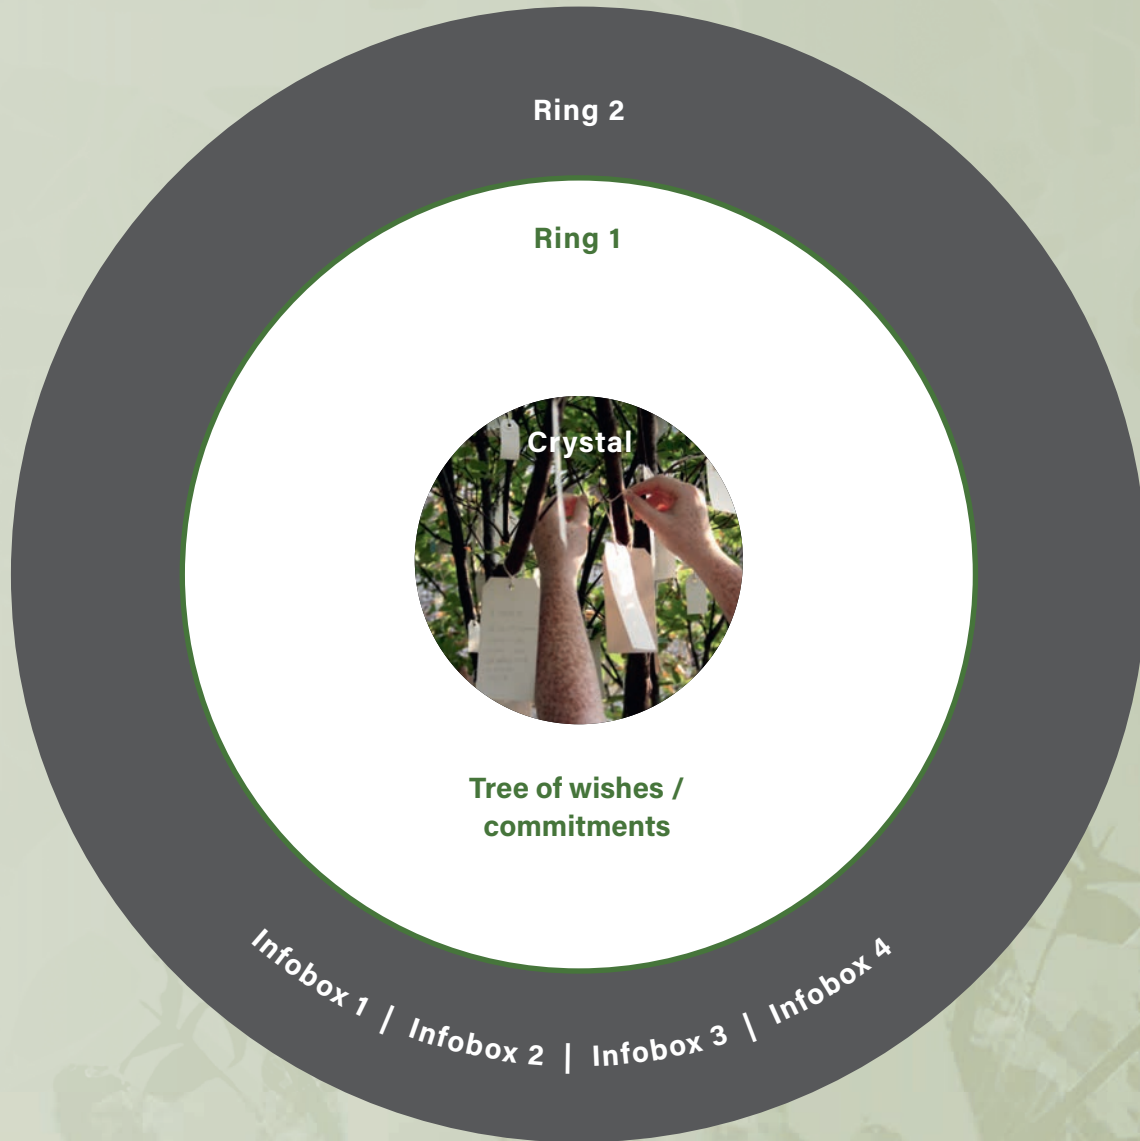 Ring 2
Ring 1
Crystal
Tree of wishes /
commitments
Infobox 1 | Infobox 2 | Infobox 3 | Infobox 4